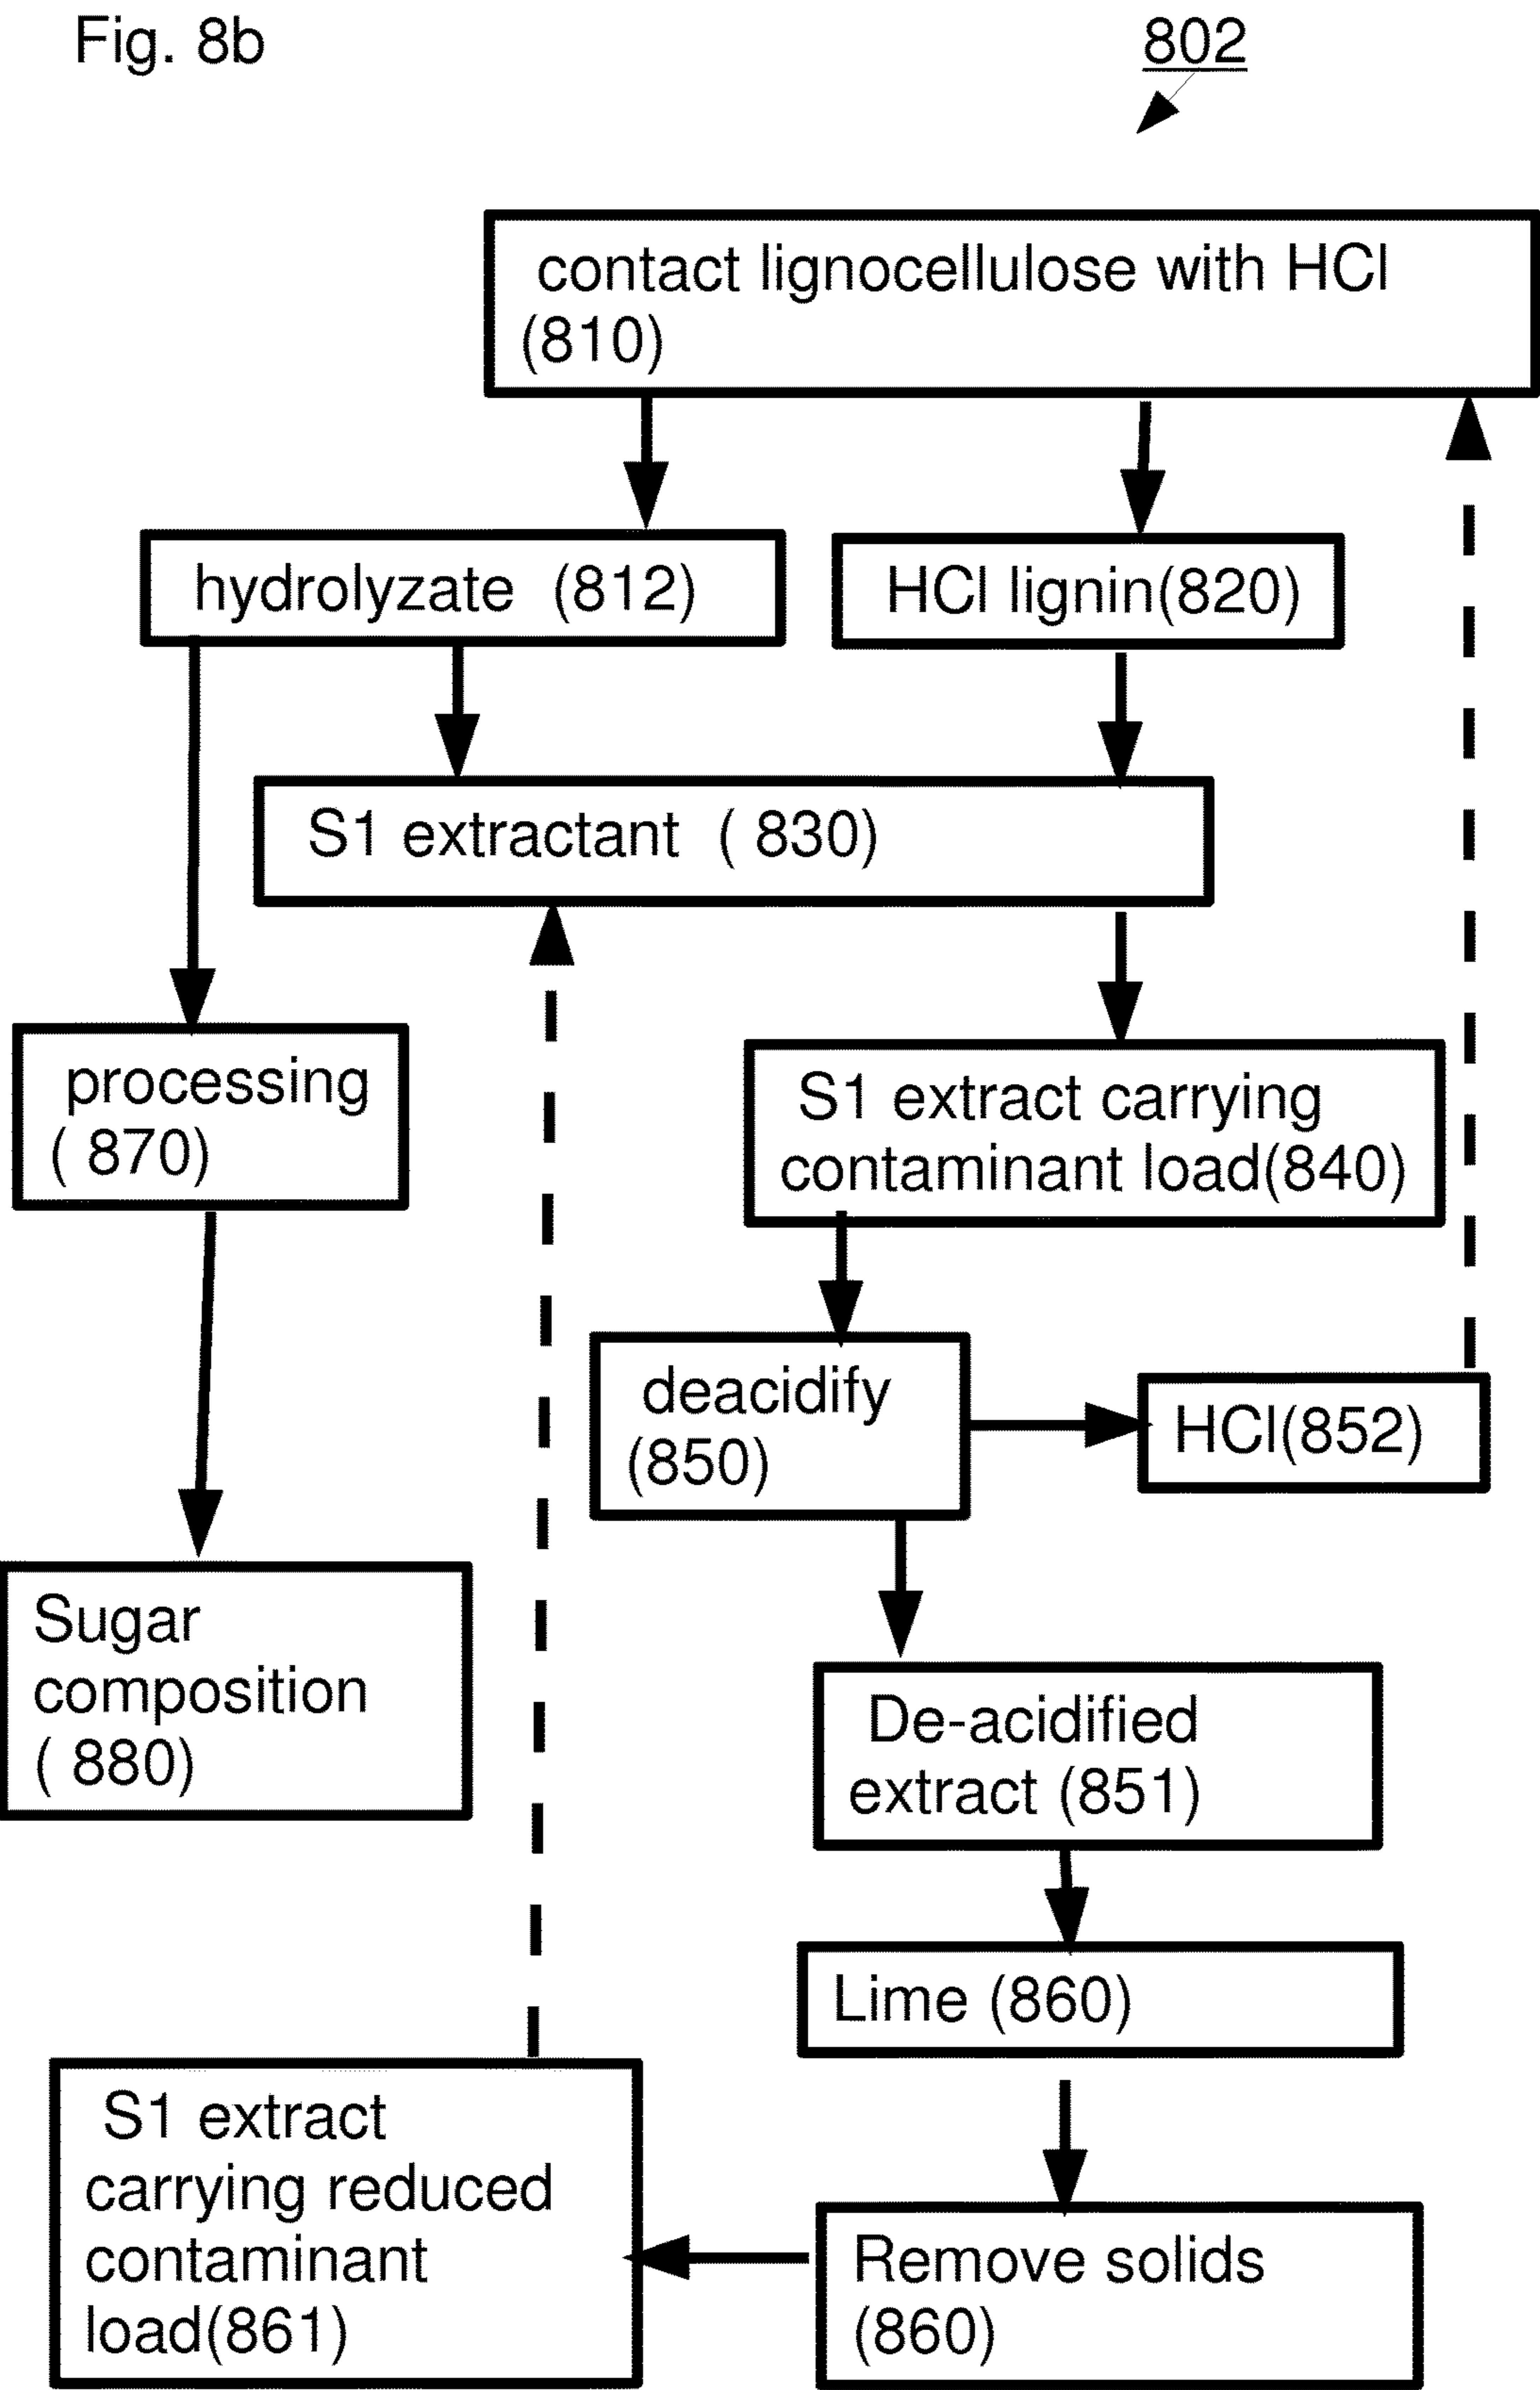 Fig. 8b
802
contact lignocellulose with HCl
(810)
hydrolyzate (812)
HCl lignin(820)
S1 extractant ( 830)
processing
( 870)
S1 extract carrying
contaminant load(840)
deacidify
(850)
HCl(852)
Sugar
composition
( 880)
De-acidified
extract (851)
Lime (860)
S1 extract
carrying reduced
contaminant
load(861)
Remove solids
(860)